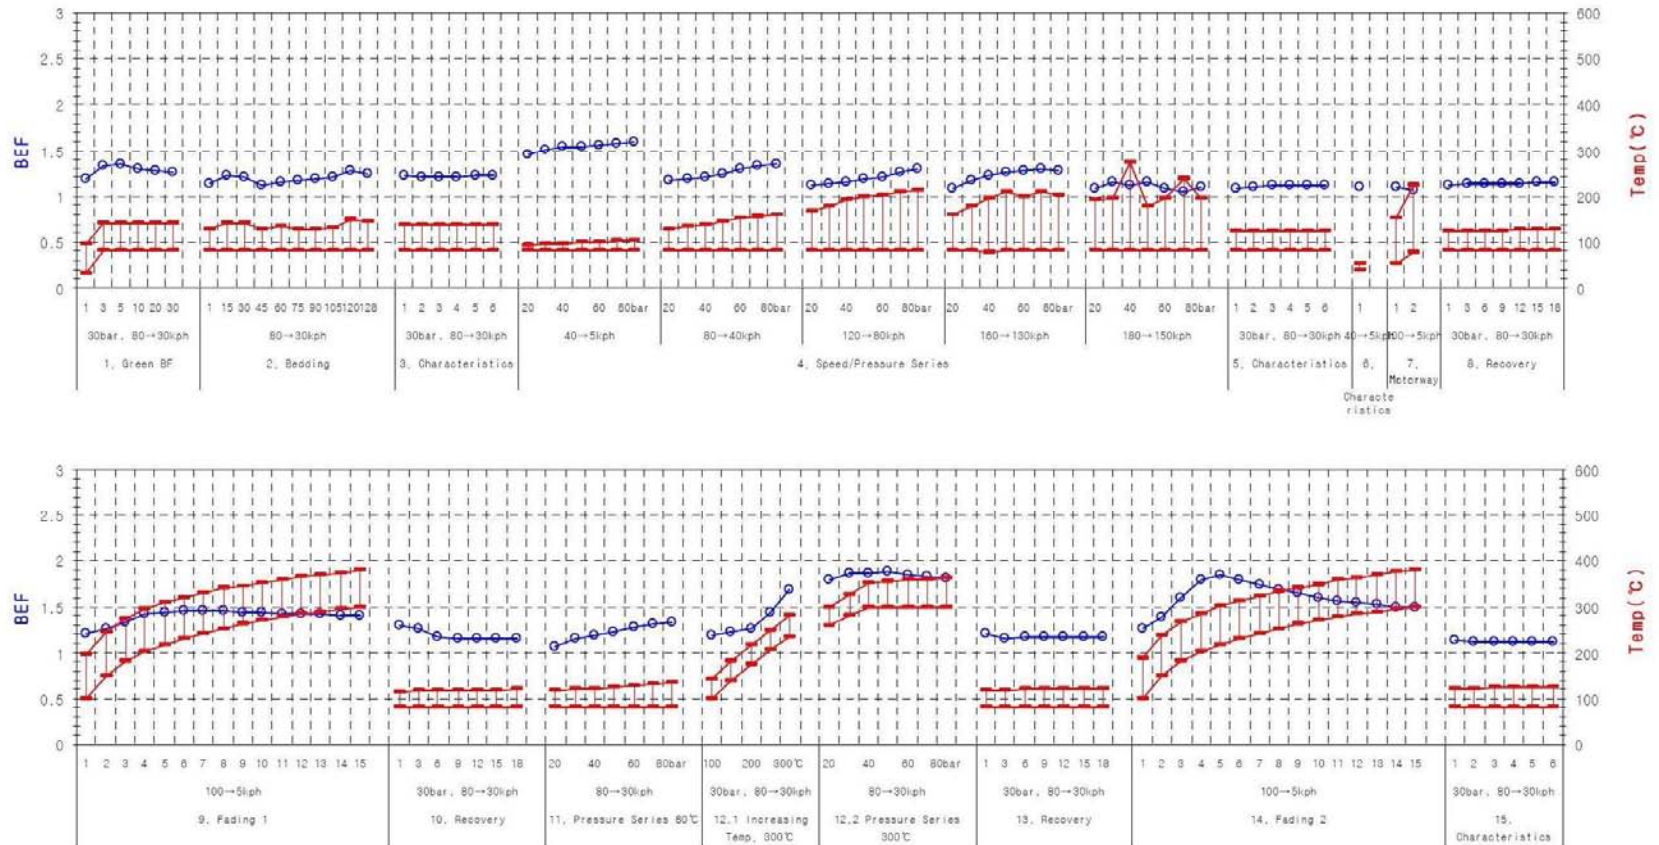 3 600
2.5 500
2 400
1.5 300
1 200
0.5 100
0 0
BEF
Temp(℃)
1 3 5 10 20 30 1 15 30 45 60 75 90 105 120 128 1 2 3 4 5 6 20 40 60 80bar 20 40 60 80bar 20 40 60 80bar 20 40 60 80bar 20 40 60 80bar 1 2 3 4 5 6 1 1 2 1 3 6 9 12 15 18
30bar, 80→30kph 80→30kph 30bar, 80→30kph 40→5kph 80→40kph 120→80kph 160→130kph 180→150kph 30bar, 80→30kph 40→5kph 100→5kph 30bar, 80→30kph
1. Green BF 2. Bedding 3. Characteristics 4. Speed/Pressure Series 5. Characteristics 6. 7. 8. Recovery
Motorway
Characte
ristics
3 600
2.5 500
2 400
1.5 300
1 200
0.5 100
0 0
BEF
Temp(℃)
1 2 3 4 5 6 7 8 9 10 11 12 13 14 15 1 3 6 9 12 15 18 20 40 60 80bar 100 200 300℃ 20 40 60 80bar 1 3 6 9 12 15 18 1 2 3 4 5 6 7 8 9 10 11 12 13 14 15 1 2 3 4 5 6
100→5kph 30bar, 80→30kph 80→30kph 30bar, 80→30kph 80→30kph 30bar, 80→30kph 100→5kph 30bar, 80→30kph
9. Fading 1 10. Recovery 11. Pressure Series 80℃ 12.1 Increasing 12.2 Pressure Series 13. Recovery 14. Fading 2 15.
Temp. 300℃ 300℃ Characteristics